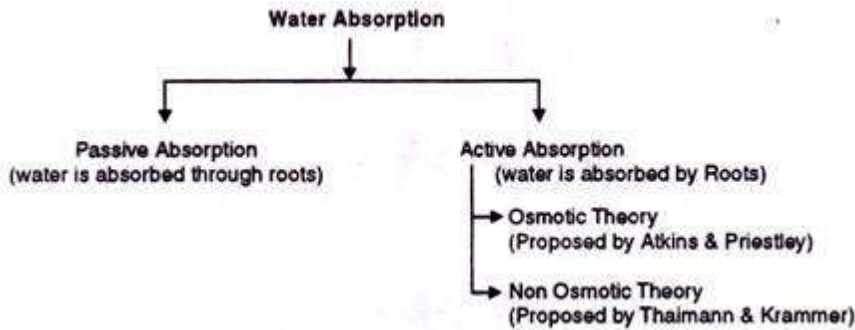 Water Absorption
Passive Absorption
(water is absorbed through roots)
Active Absorption
(water is absorbed by Roots)
Osmotic Theory
(Proposed by Atkins & Priestley)
Non Osmotic Theory
(Proposed by Thaimann & Krammer)